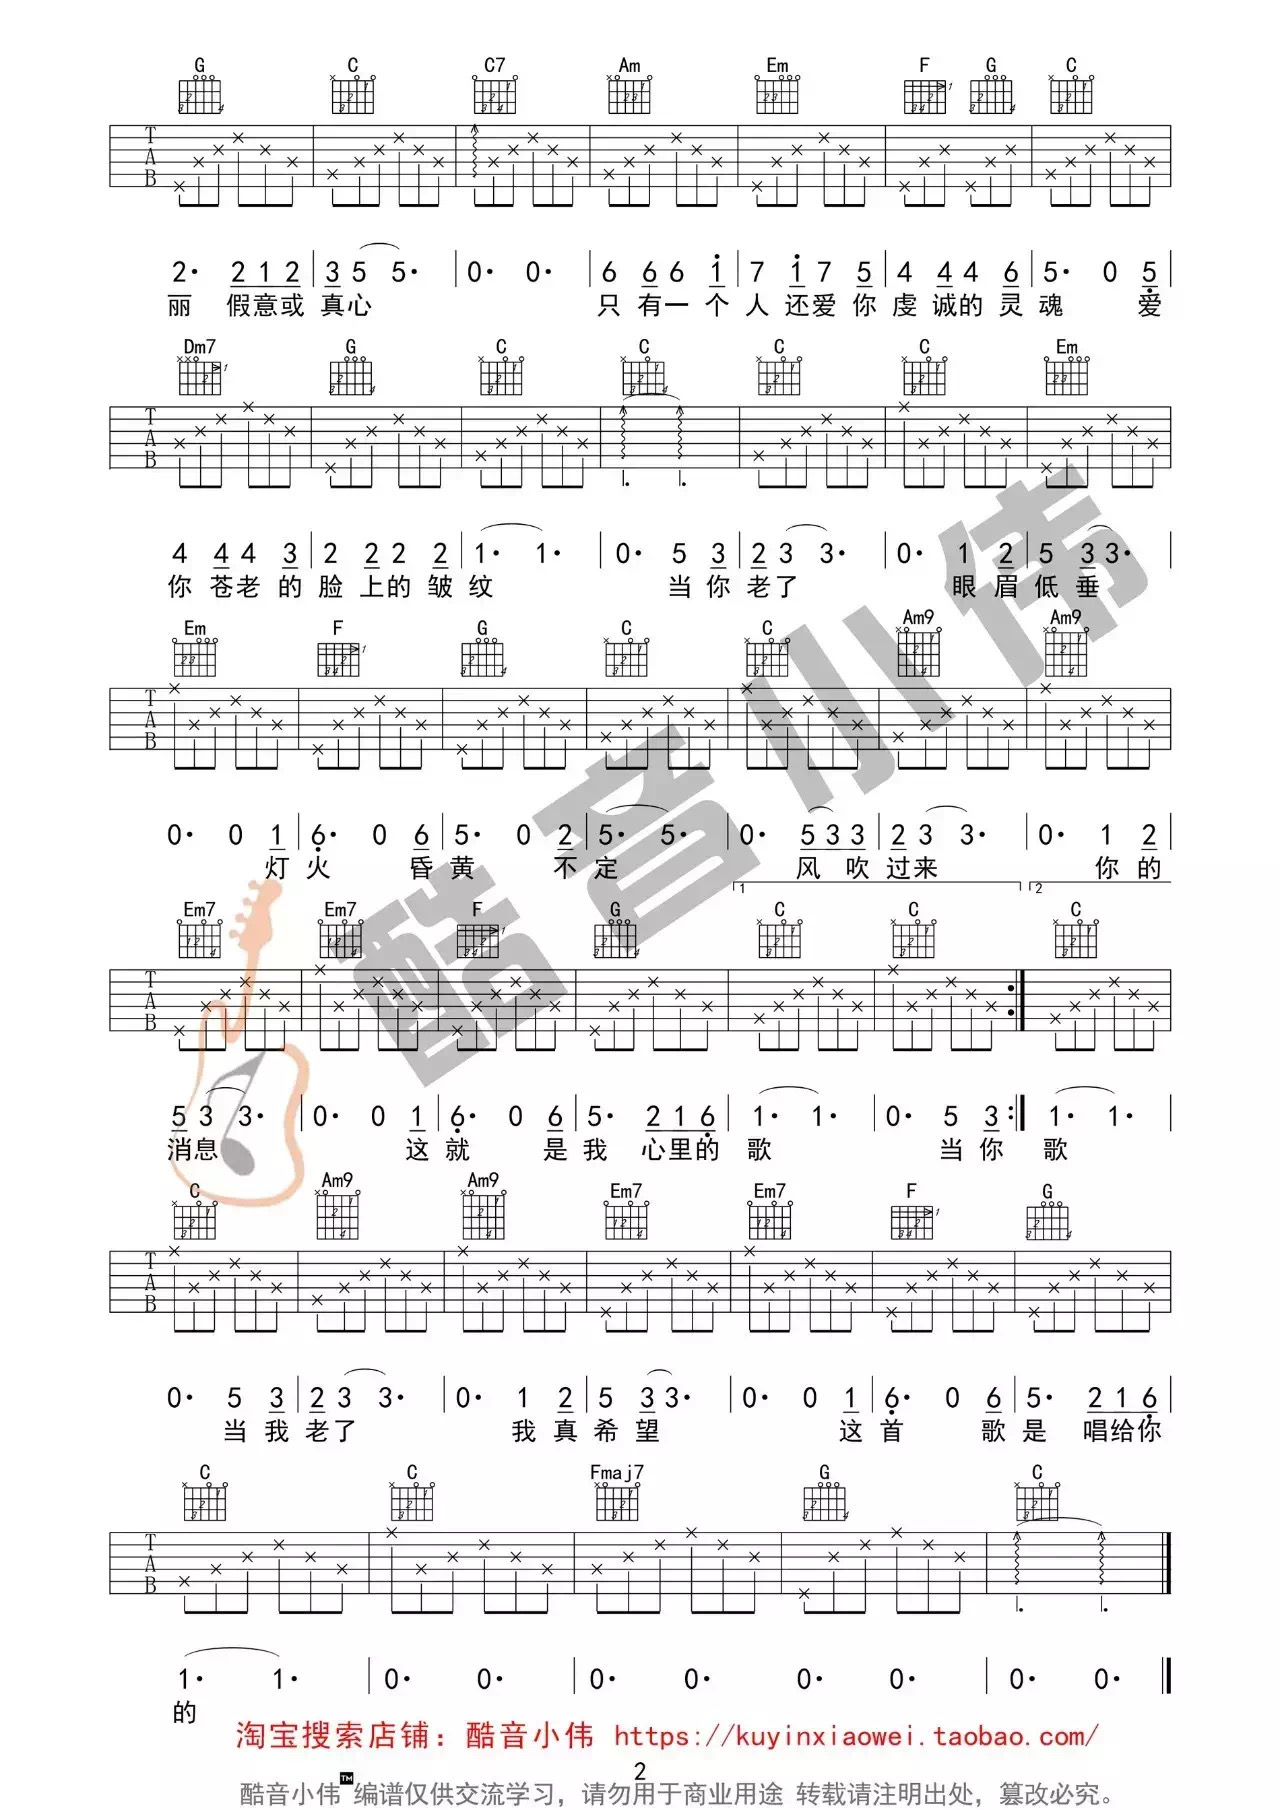 G C C7 Am Em F G C
T A B
2· 2 1 2 | 3 5 5· | 0· 0· | 6 6 6 1 | 7 1 7 5 | 4 4 4 6 | 5· 0 5
丽 假意或 真心 只有一个 人还爱你 虔诚的灵 魂 爱
Dm7 G C C C C Em
T A B
4 4 4 3 | 2 2 2 2 | 1· 1· | 0· 5 3 | 2 3 3· | 0· 1 2 | 5 3 3·
你苍老的 脸上的皱 纹 当你 老了 眼眉 低垂
Em F G C C Am9 Am9
T A B
0· 0 1 | 6· 0 6 | 5· 0 2 | 5· 5· | 0· 5 3 3 | 2 3 3· | 0· 1 2
灯 火 昏 黄 不 定 风吹 过来 你的
1 2
Em7 Em7 F G C C C
T A B
5 3 3· | 0· 0 1 | 6· 0 6 | 5· 2 1 6 | 1· 1· | 0· 5 3 :| 1· 1·
消息 这 就 是 我 心里的 歌 当你 歌
C Am9 Am9 Em7 Em7 F G
T A B
0· 5 3 | 2 3 3· | 0· 1 2 | 5 3 3· | 0· 0 1 | 6· 0 6 | 5· 2 1 6
当我 老了 我真 希望 这 首 歌 是 唱给你
C C Fmaj7 G C
T A B
1· 1· | 0· 0· | 0· 0· | 0· 0· | 0· 0·
的
淘宝搜索店铺：酷音小伟 https://kuyinxiaowei.taobao.com/
2
酷音小伟TM编谱仅供交流学习，请勿用于商业用途 转载请注明出处，篡改必究。
酷音小伟